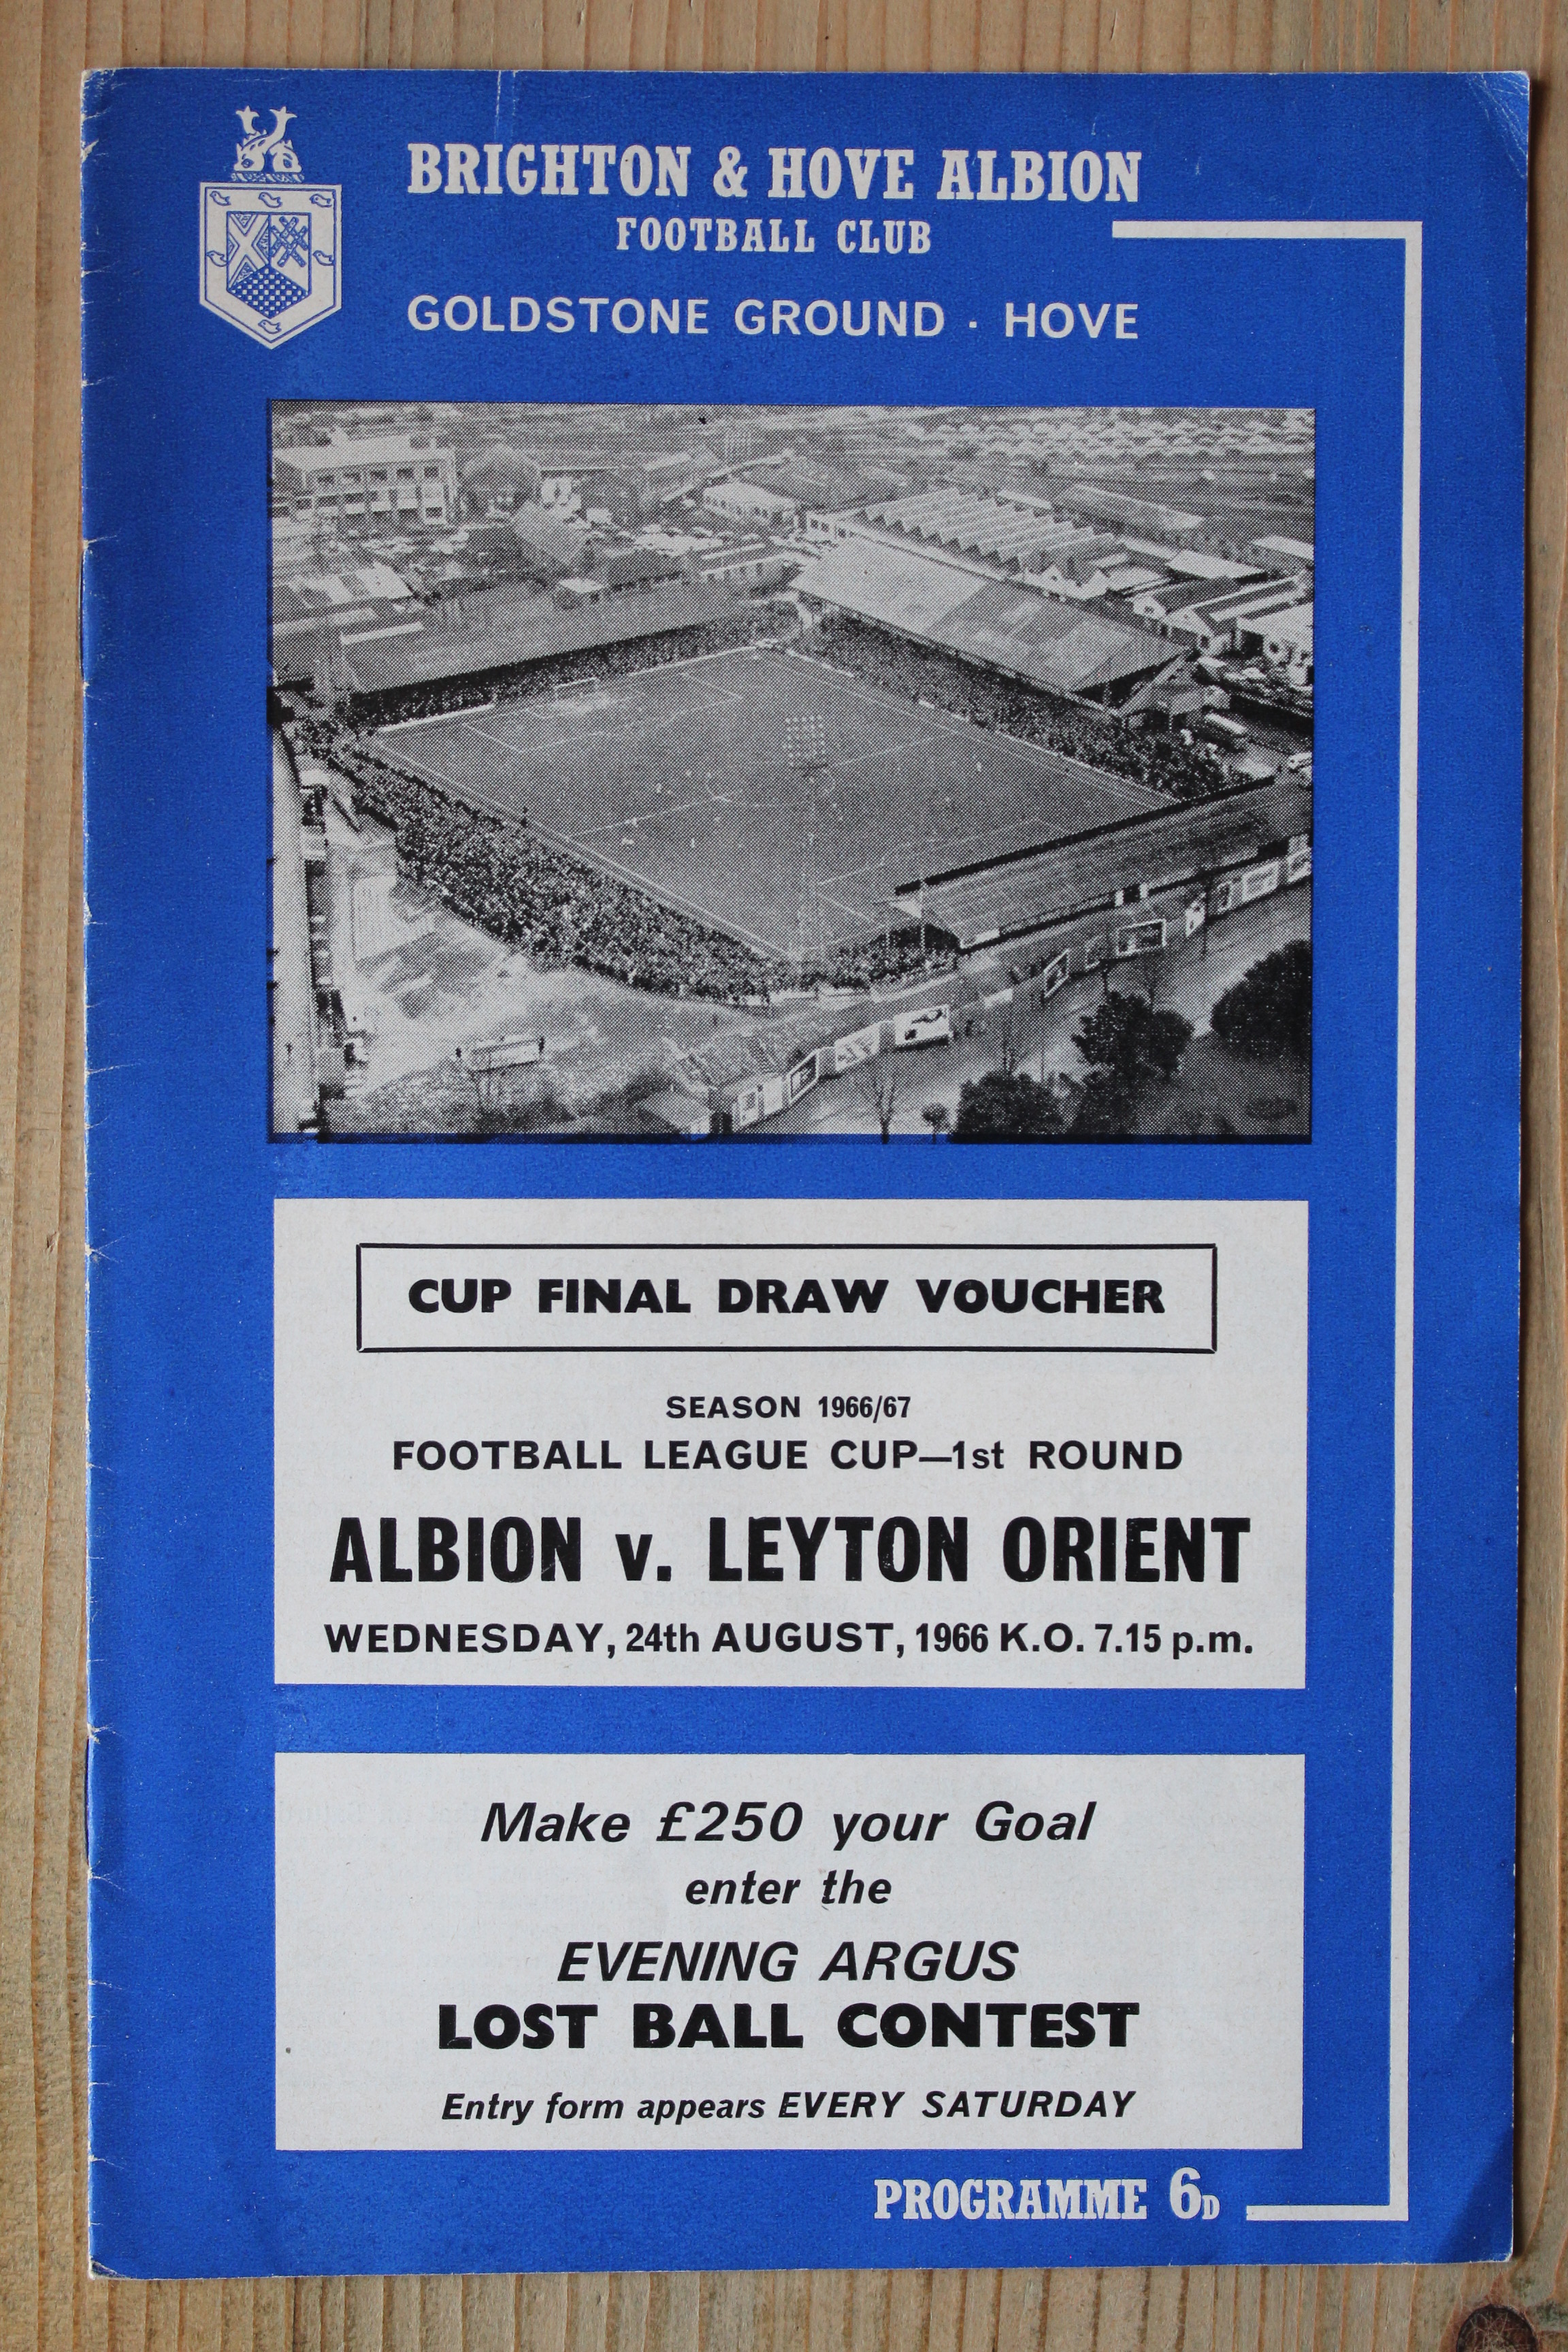 BRIGHTON & HOVE ALBION
FOOTBALL CLUB
GOLDSTONE GROUND · HOVE
CUP FINAL DRAW VOUCHER
SEASON 1966/67
FOOTBALL LEAGUE CUP—1st ROUND
ALBION v. LEYTON ORIENT
WEDNESDAY, 24th AUGUST, 1966 K.O. 7.15 p.m.
Make £250 your Goal
enter the
EVENING ARGUS
LOST BALL CONTEST
Entry form appears EVERY SATURDAY
PROGRAMME 6D